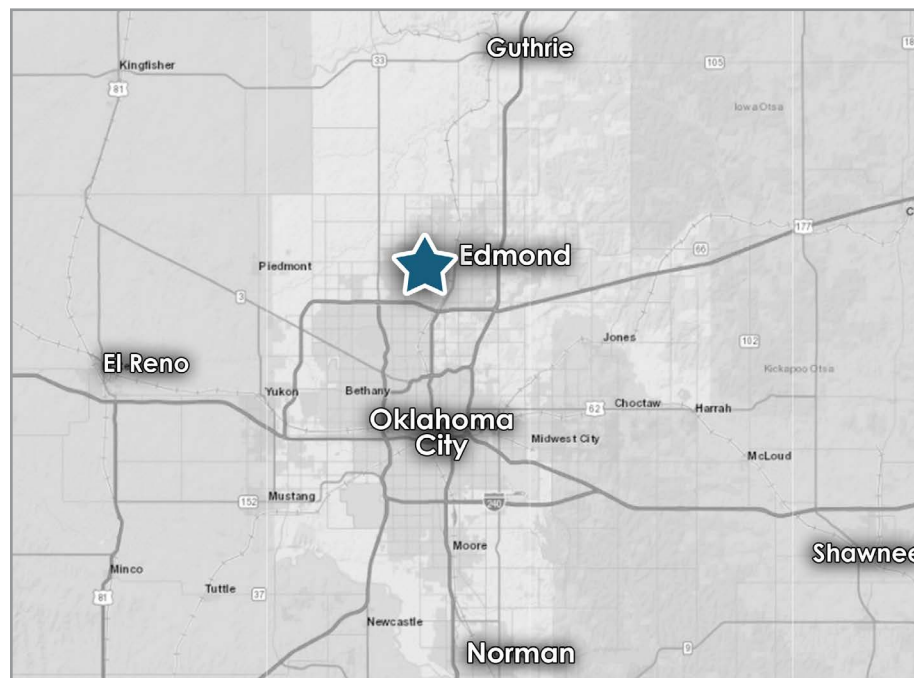 Guthrie
33
Kingfisher
105
81
Iowa Otsa
177
66
Edmond
Piedmont
3
Jones
102
El Reno
Kickapoo Otsa
Yukon
Bethany
Choctaw
62
Harrah
Oklahoma
City
Midwest City
McLoud
Mustang
152
240
Moore
Shawnee
Minco
Tuttle
37
81
Newcastle
9
Norman